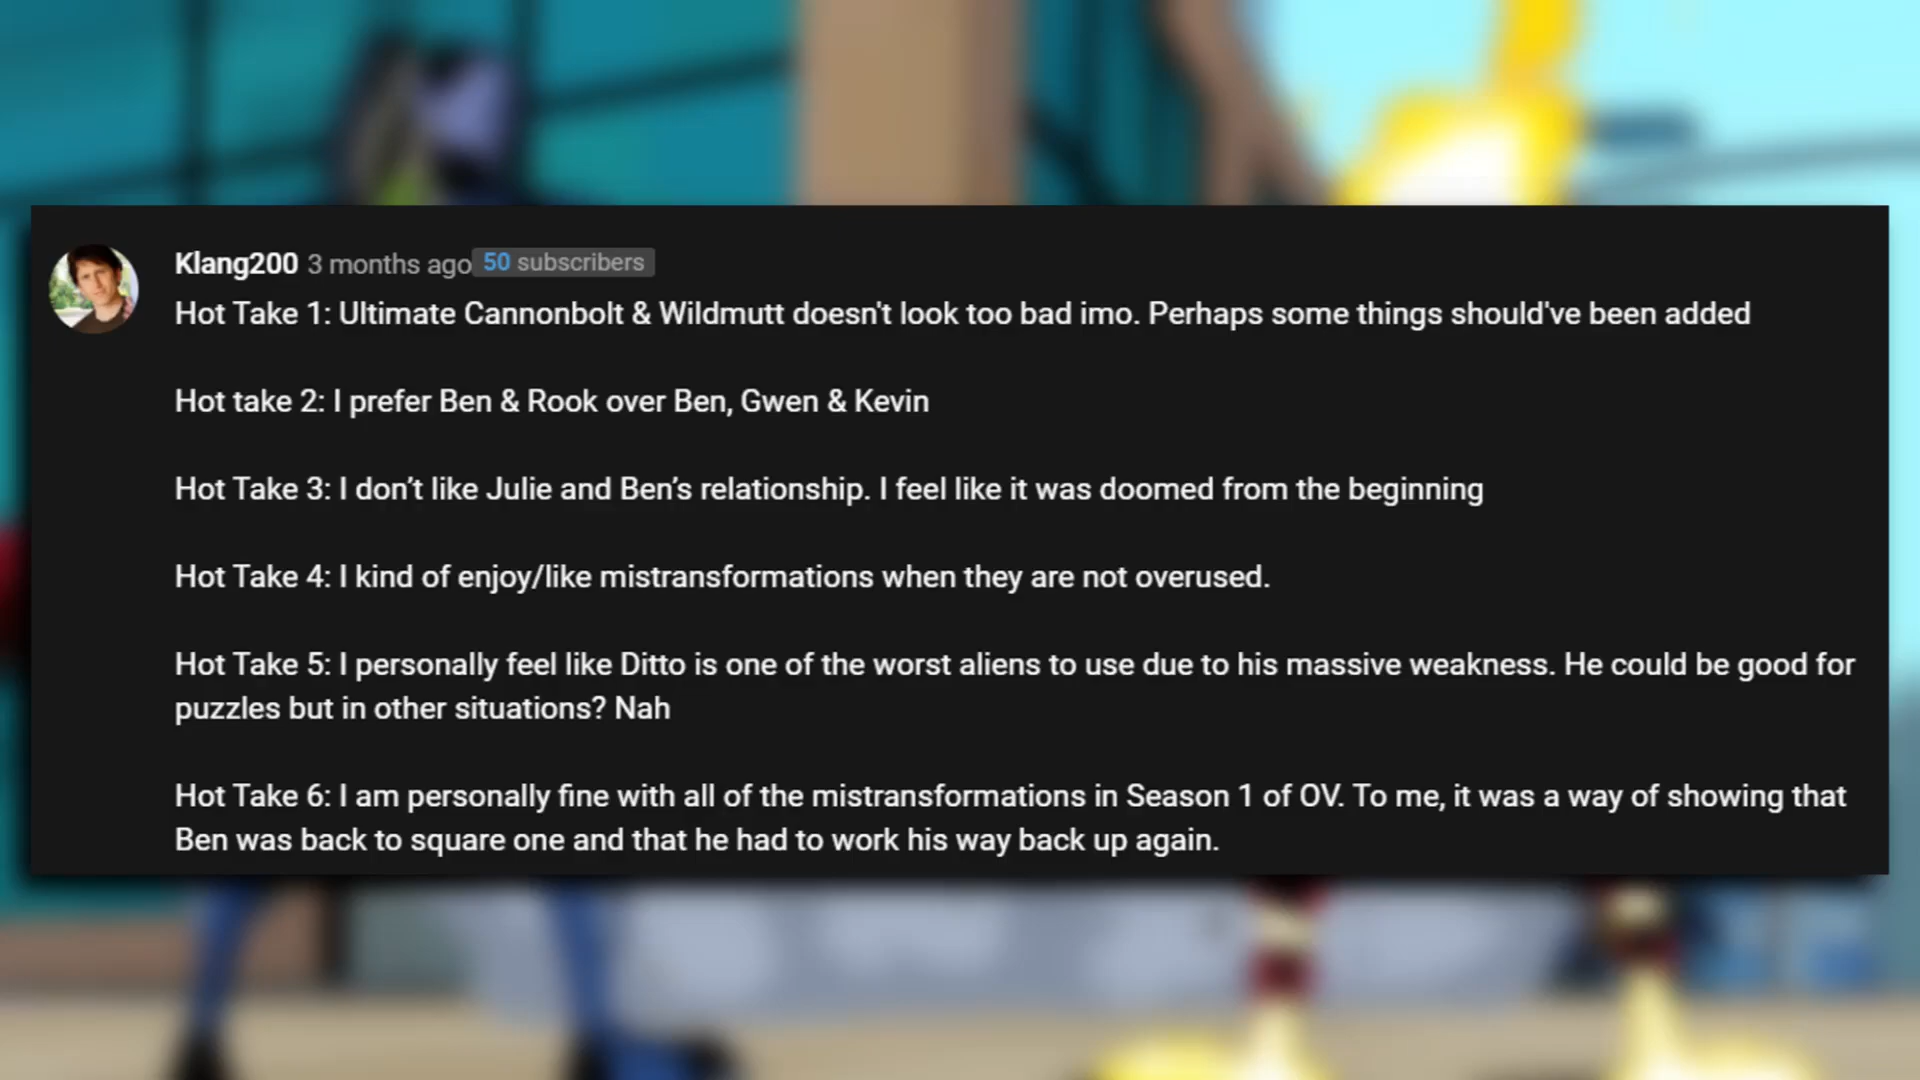 Klang200 3 months ago 50 subscribers
Hot Take 1: Ultimate Cannonbolt & Wildmutt doesn't look too bad imo. Perhaps some things should've been added
Hot take 2: I prefer Ben & Rook over Ben, Gwen & Kevin
Hot Take 3: I don’t like Julie and Ben’s relationship. I feel like it was doomed from the beginning
Hot Take 4: I kind of enjoy/like mistransformations when they are not overused.
Hot Take 5: I personally feel like Ditto is one of the worst aliens to use due to his massive weakness. He could be good for
puzzles but in other situations? Nah
Hot Take 6: I am personally fine with all of the mistransformations in Season 1 of OV. To me, it was a way of showing that
Ben was back to square one and that he had to work his way back up again.